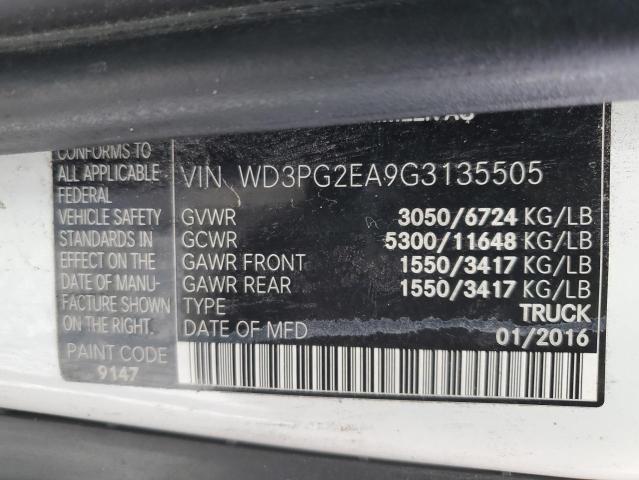 CONFORMS TO
ALL APPLICABLE
FEDERAL
VEHICLE SAFETY
STANDARDS IN
EFFECT ON THE
DATE OF MANU-
FACTURE SHOWN
ON THE RIGHT.
PAINT CODE
9147
VIN WD3PG2EA9G3135505
GVWR 3050/6724 KG/LB
GCWR 5300/11648 KG/LB
GAWR FRONT 1550/3417 KG/LB
GAWR REAR 1550/3417 KG/LB
TYPE TRUCK
DATE OF MFD 01/2016